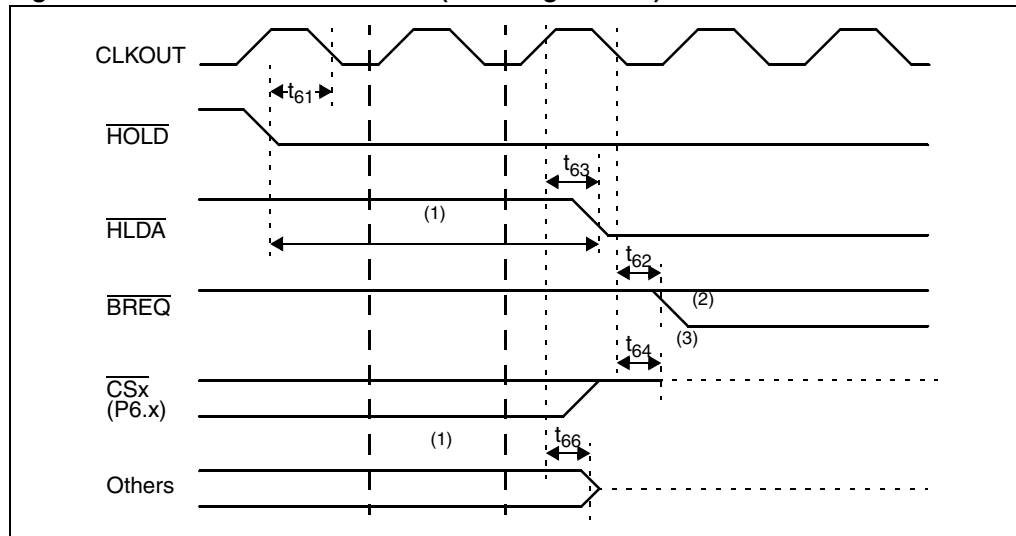 CLKOUT
t61
HOLD
t63
(1)
HLDA
t62
BREQ
(2)
(3)
t64
CSx
(P6.x)
(1)
t66
Others